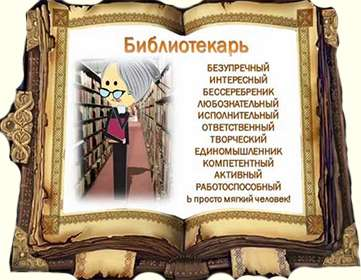 Библиотекарь
БЕЗУПРЕЧНЫЙ
ИНТЕРЕСНЫЙ
БЕССЕРЕБРЕНИК
ЛЮБОЗНАТЕЛЬНЫЙ
ИСПОЛНИТЕЛЬНЫЙ
ОТВЕТСТВЕННЫЙ
ТВОРЧЕСКИЙ
ЕДИНОМЫШЛЕННИК
КОМПЕТЕНТНЫЙ
АКТИВНЫЙ
РАБОТОСПОСОБНЫЙ
Ь просто мягкий человек!